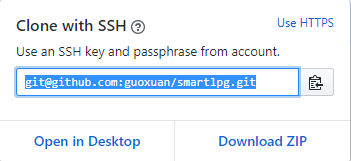 Clone with SSH
Use HTTPS
Use an SSH key and passphrase from account.
git@github.com:guoxuan/smartlpg.git
Open in Desktop
Download ZIP